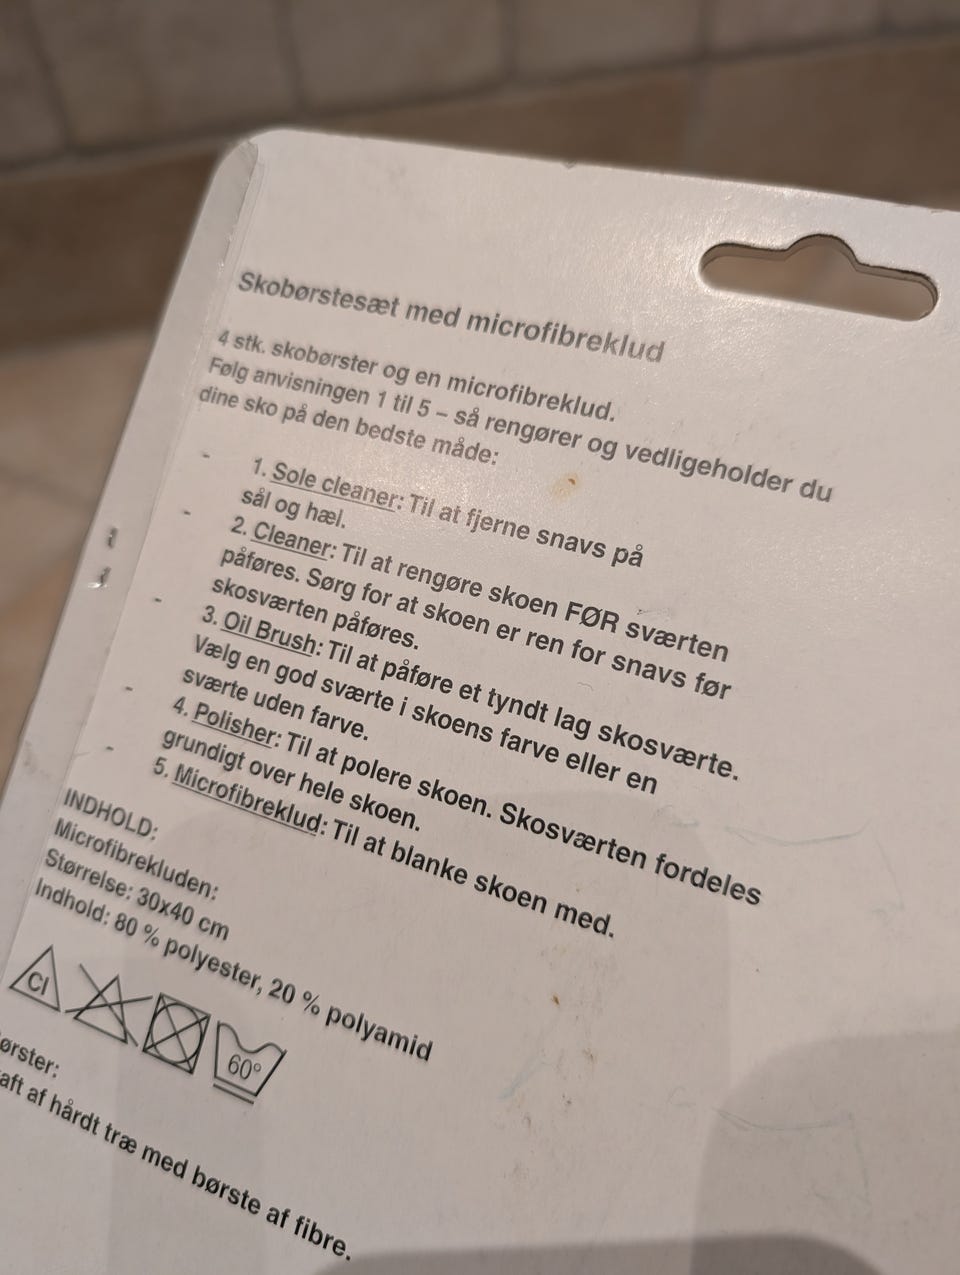 Skobørstesæt med microfibreklud
4 stk. skobørster og en microfibreklud.
Følg anvisningen 1 til 5 – så rengører og vedligeholder du
dine sko på den bedste måde:
- 1. Sole cleaner: Til at fjerne snavs på
sål og hæl.
- 2. Cleaner: Til at rengøre skoen FØR sværten
påføres. Sørg for at skoen er ren for snavs før
skosværten påføres.
- 3. Oil Brush: Til at påføre et tyndt lag skosværte.
Vælg en god sværte i skoens farve eller en
sværte uden farve.
- 4. Polisher: Til at polere skoen. Skosværten fordeles
grundigt over hele skoen.
- 5. Microfibreklud: Til at blanke skoen med.
INDHOLD:
Microfibrekluden:
Størrelse: 30x40 cm
Indhold: 80 % polyester, 20 % polyamid
Cl
60°
ørster:
aft af hårdt træ med børste af fibre.